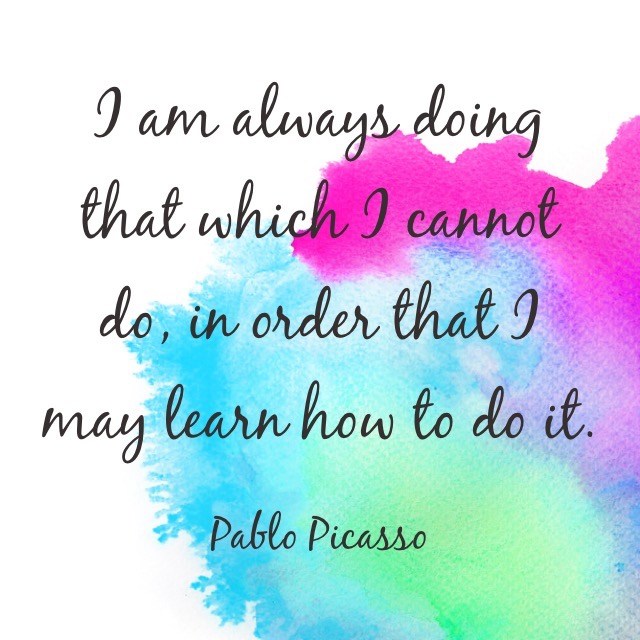 I am always doing
that which I cannot
do, in order that I
may learn how to do it.
Pablo Picasso